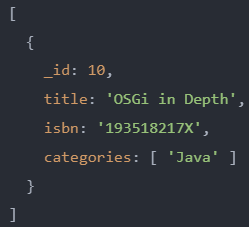 [
  {
    _id: 10,
    title: 'OSGi in Depth',
    isbn: '193518217X',
    categories: [ 'Java' ]
  }
]